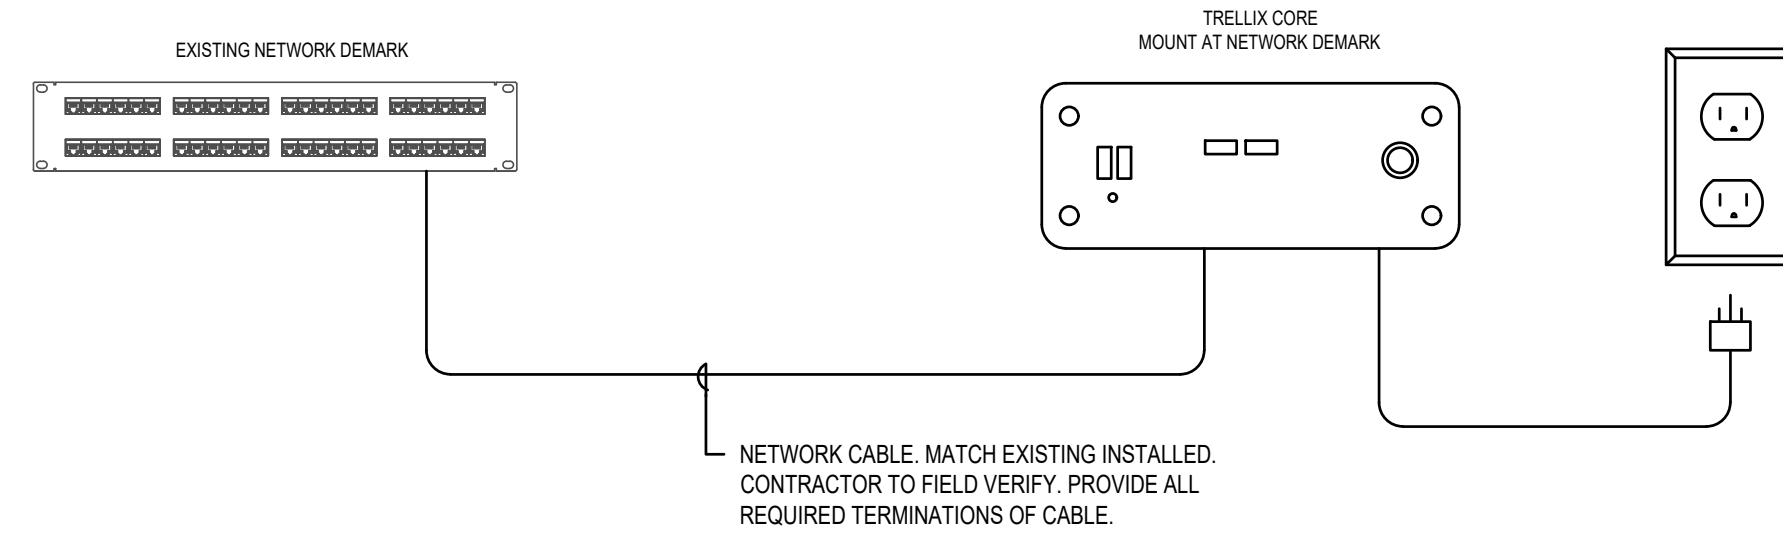 TRELLIX CORE
EXISTING NETWORK DEMARK
MOUNT AT NETWORK DEMARK
NETWORK CABLE. MATCH EXISTING INSTALLED.
CONTRACTOR TO FIELD VERIFY. PROVIDE ALL
REQUIRED TERMINATIONS OF CABLE.